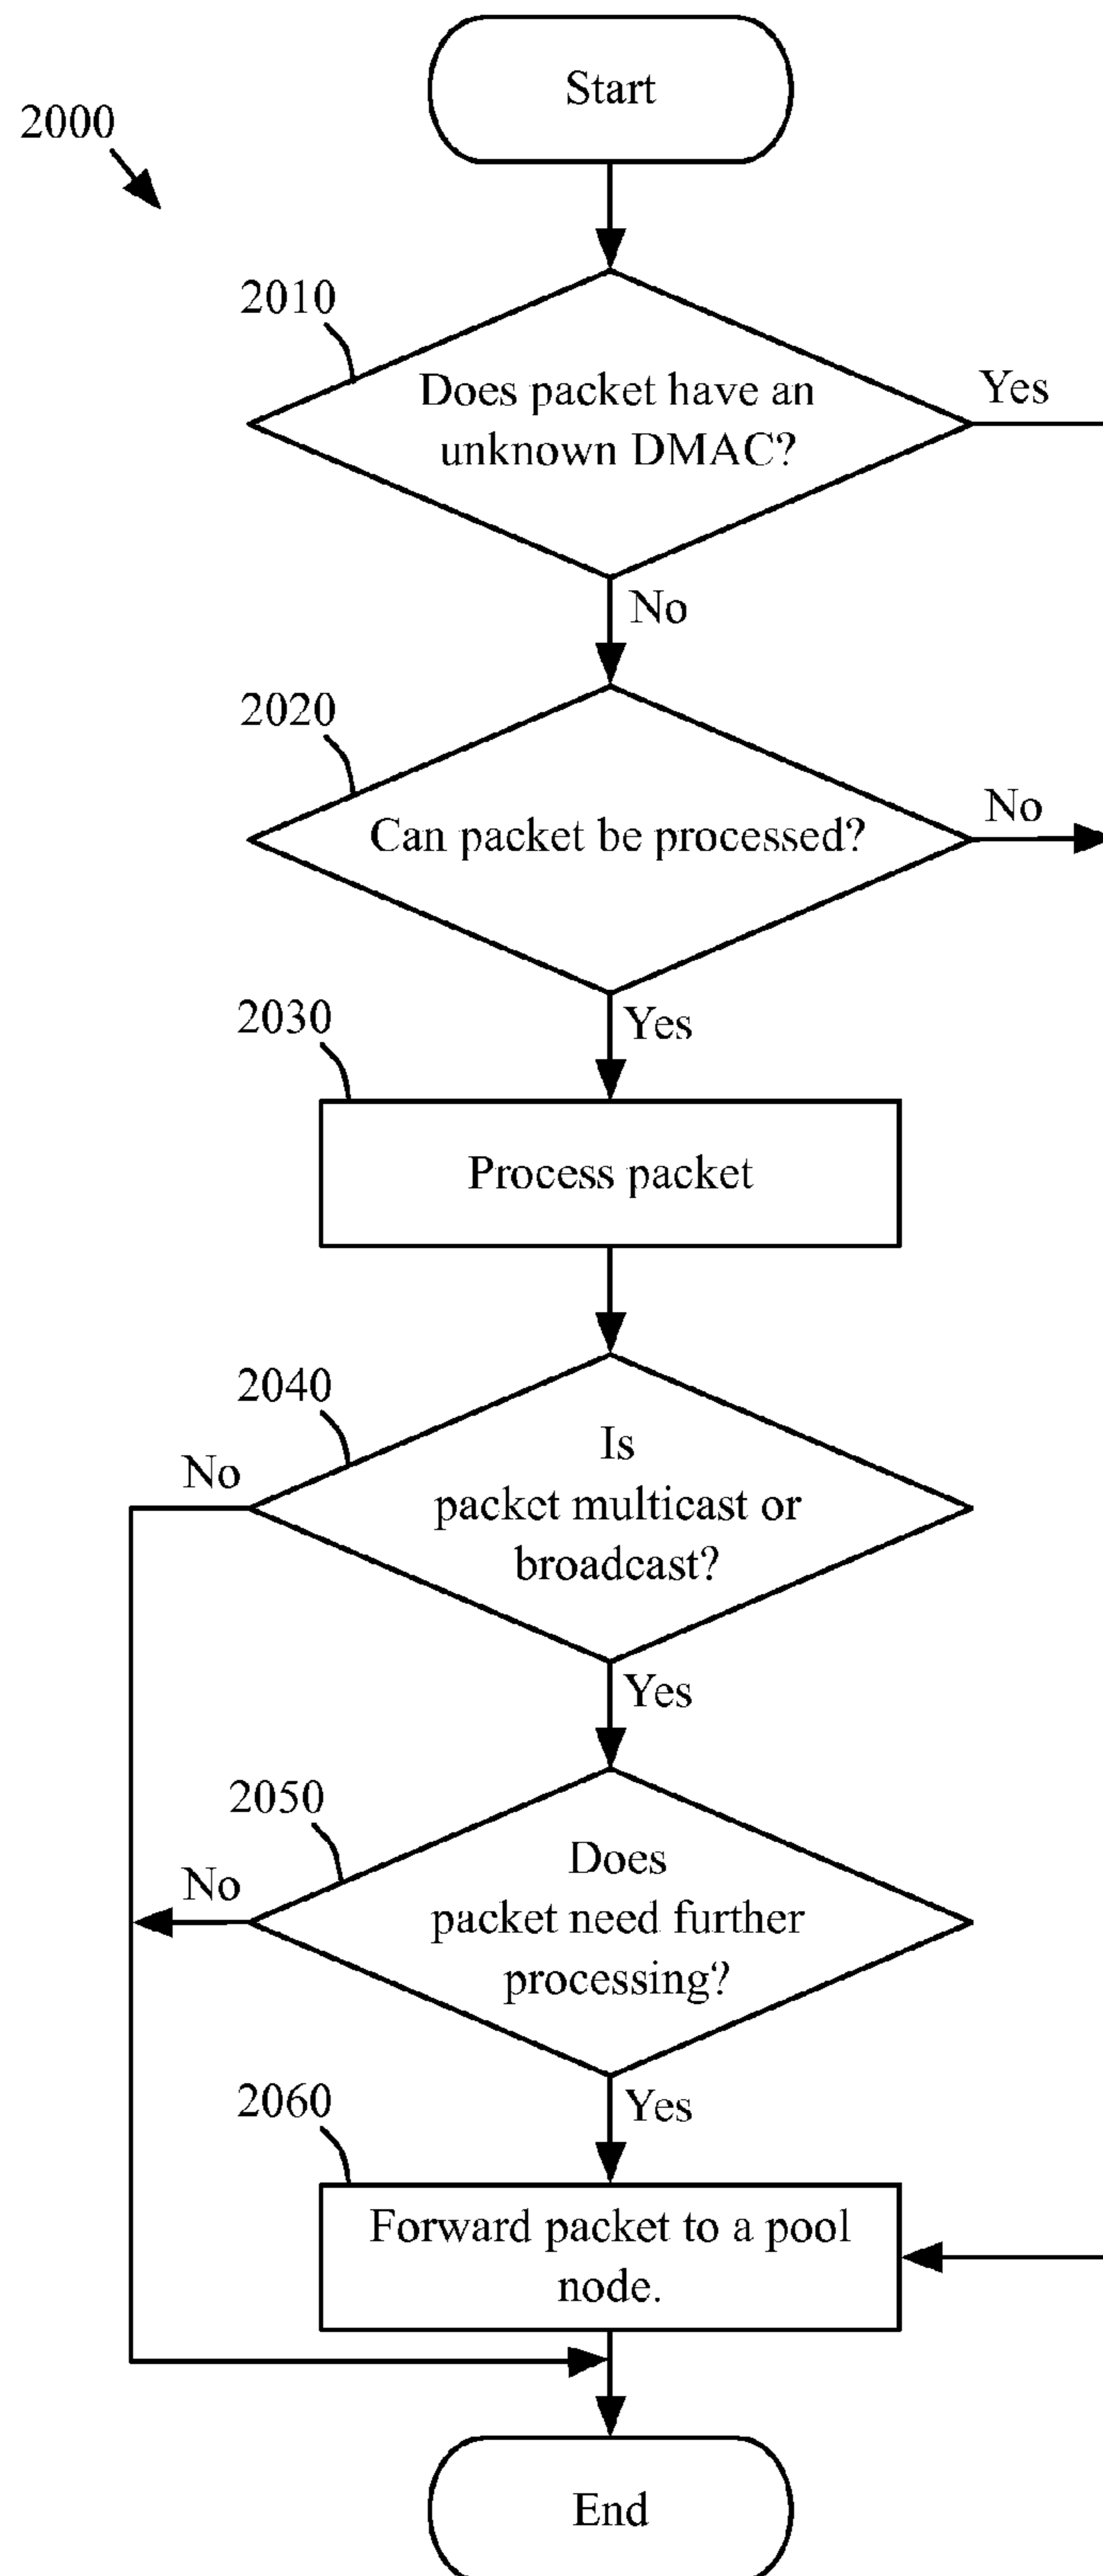 Start
2000
2010
Does packet have an
unknown DMAC?
Yes
No
2020
Can packet be processed?
No
Yes
2030
Process packet
2040
No
Is
packet multicast or
broadcast?
Yes
2050
No
Does
packet need further
processing?
Yes
2060
Forward packet to a pool
node.
End